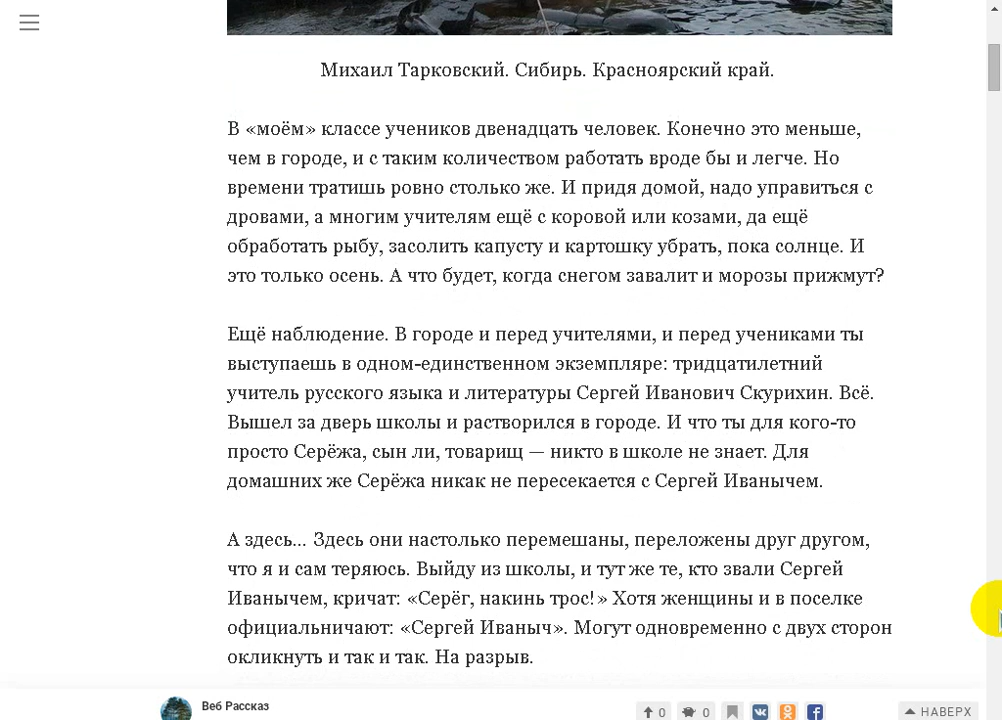 Михаил Тарковский. Сибирь. Красноярский край.
В «моём» классе учеников двенадцать человек. Конечно это меньше,
чем в городе, и с таким количеством работать вроде бы и легче. Но
времени тратишь ровно столько же. И придя домой, надо управиться с
дровами, а многим учителям ещё с коровой или козами, да ещё
обработать рыбу, засолить капусту и картошку убрать, пока солнце. И
это только осень. А что будет, когда снегом завалит и морозы прижмут?
Ещё наблюдение. В городе и перед учителями, и перед учениками ты
выступаешь в одном-единственном экземпляре: тридцатилетний
учитель русского языка и литературы Сергей Иванович Скурихин. Всё.
Вышел за дверь школы и растворился в городе. И что ты для кого-то
просто Серёжа, сын ли, товарищ — никто в школе не знает. Для
домашних же Серёжа никак не пересекается с Сергей Иванычем.
А здесь... Здесь они настолько перемешаны, переложены друг другом,
что я и сам теряюсь. Выйду из школы, и тут же те, кто звали Сергей
Иванычем, кричат: «Серёг, накинь трос!» Хотя женщины и в поселке
официальничают: «Сергей Иваныч». Могут одновременно с двух сторон
окликнуть и так и так. На разрыв.
Веб Рассказ
0
0
НАВЕРХ